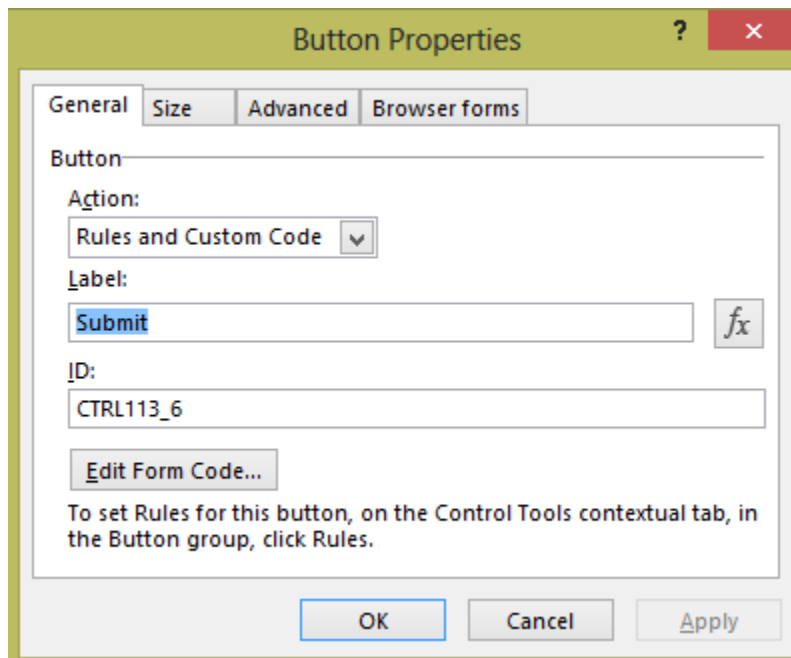 Button Properties ? ×
General Size Advanced Browser forms
Button
Action:
Rules and Custom Code
Label:
Submit fx
ID:
CTRL113_6
Edit Form Code...
To set Rules for this button, on the Control Tools contextual tab, in
the Button group, click Rules.
OK Cancel Apply